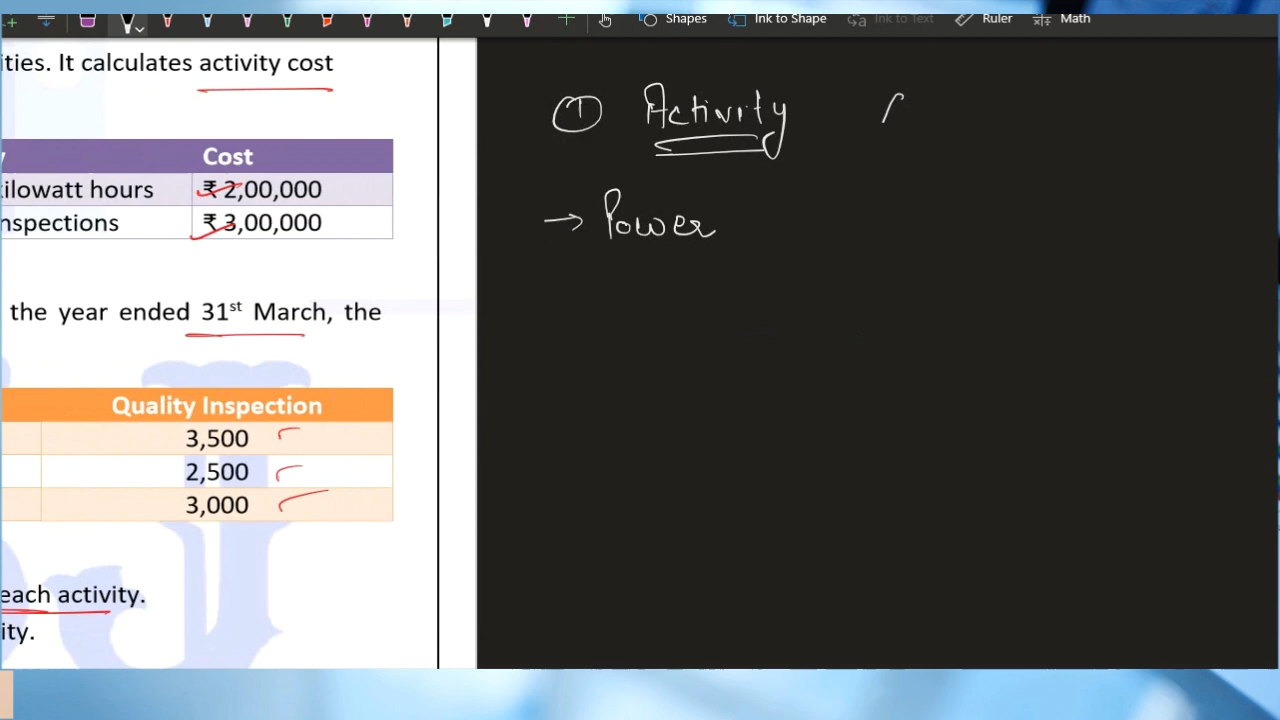 Shapes Ink to Shape Ink to Text Ruler Math
ities. It calculates activity cost
Cost
kilowatt hours ₹ 2,00,000
nspections ₹ 3,00,000
the year ended 31st March, the
Quality Inspection
3,500
2,500
3,000
each activity.
ity.
① Activity
→ Power